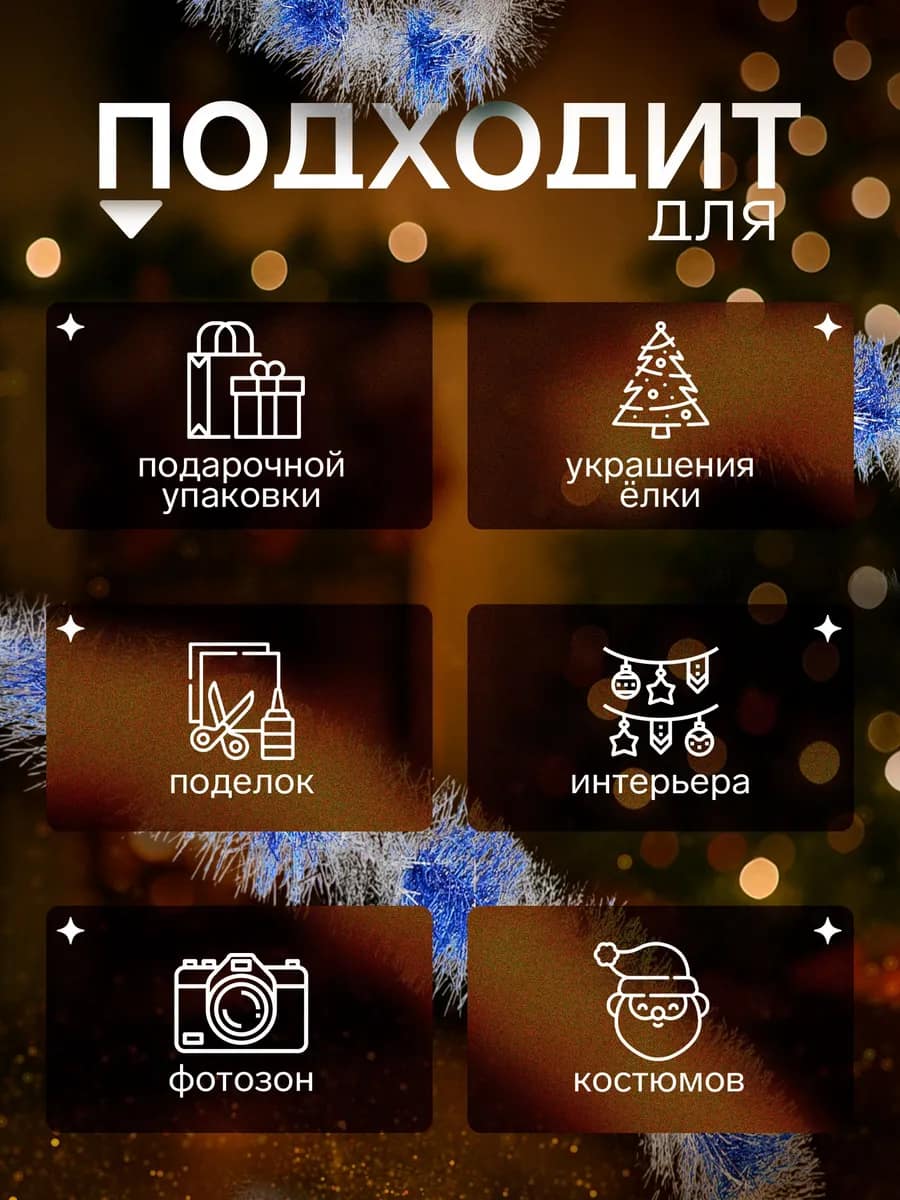 ПОДХОДИТ
ДЛЯ
подарочной
упаковки
украшения
ёлки
поделок
интерьера
фотозон
костюмов